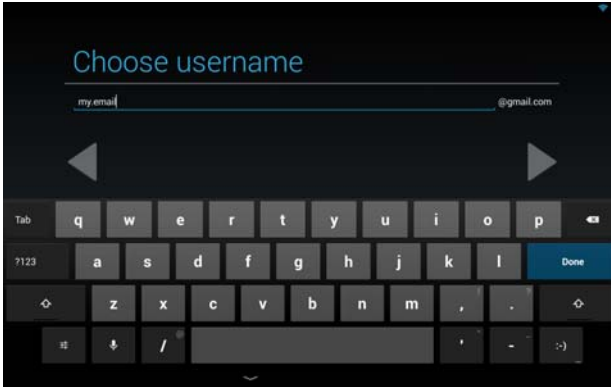 Choose username
my.email @gmail.com
Tab q w e r t y u i o p
?123 a s d f g h j k l Done
z x c v b n m , ! . ?
/ @ ' " - _ :-)